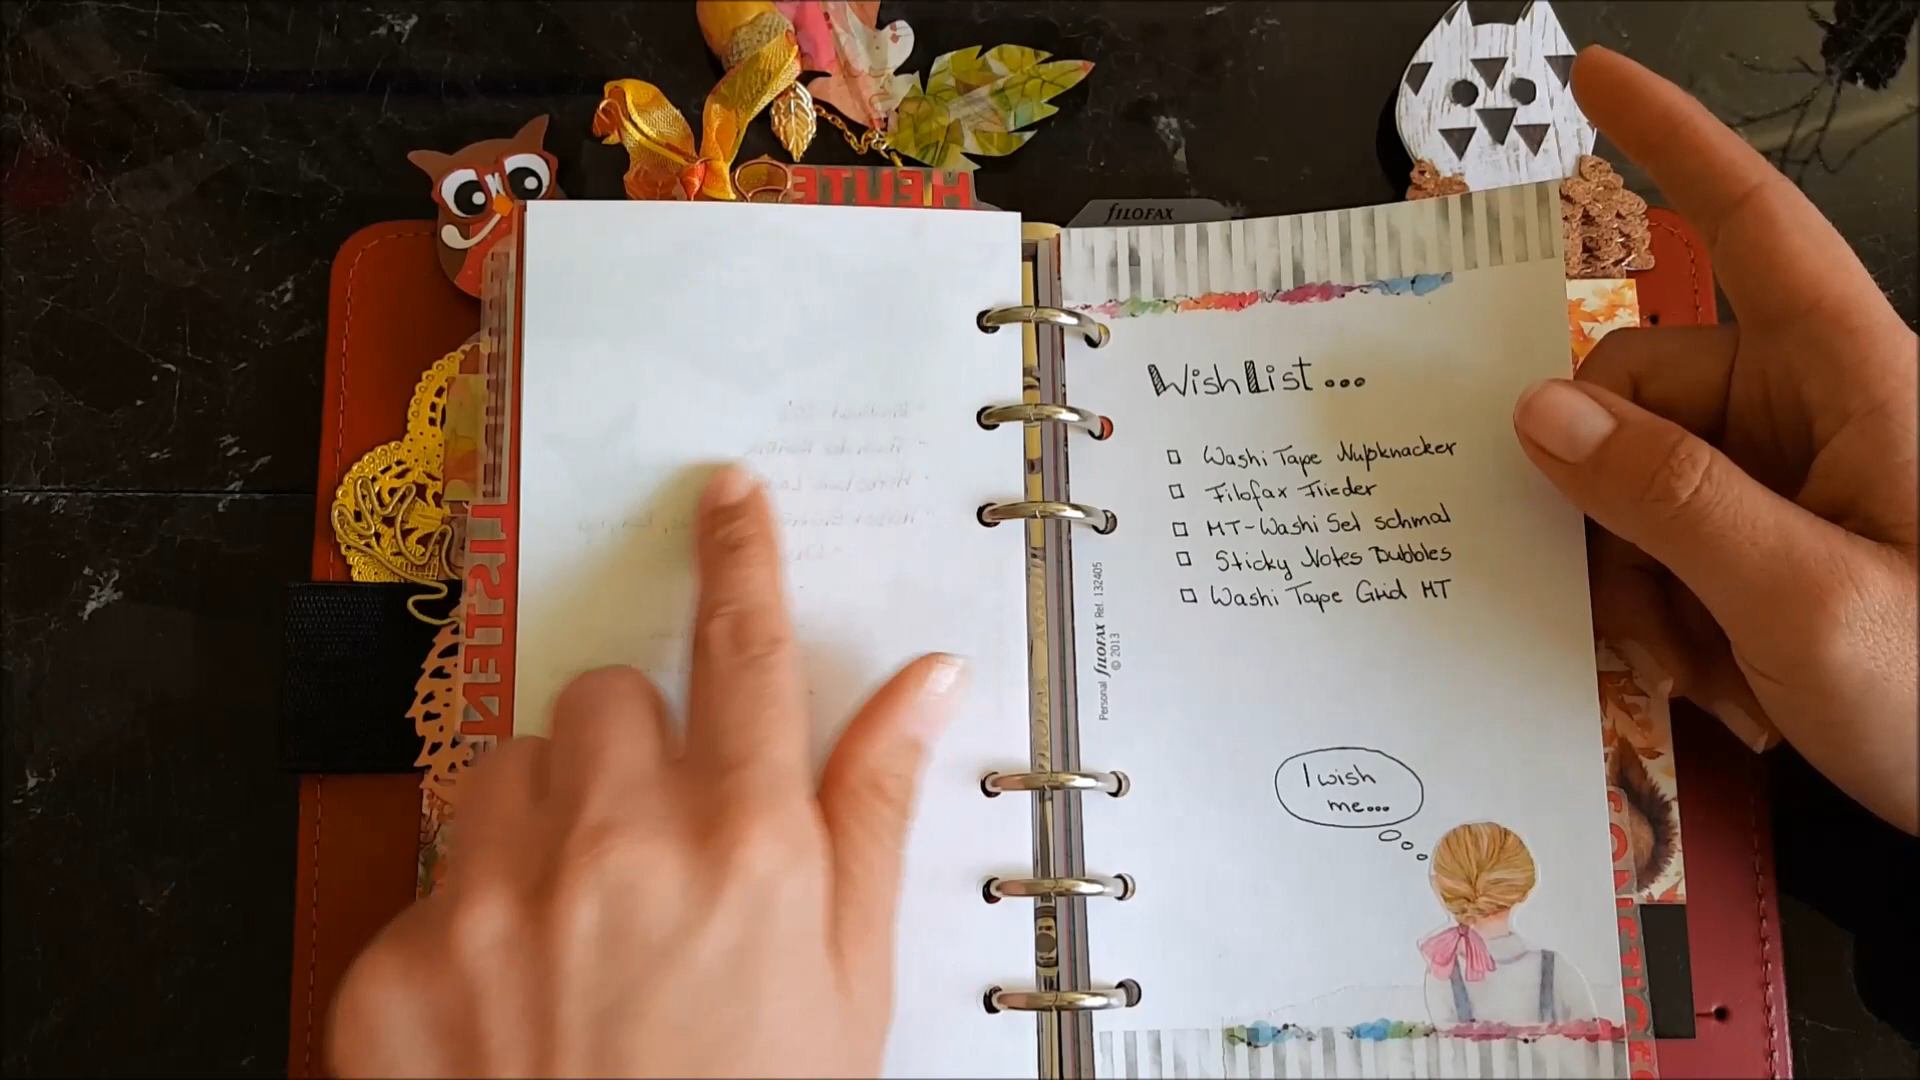 HEUTE
FILOFAX
LISTEN
WishList...
☐ Washi Tape Nußknacker
☐ Filofax Flieder
☐ MT-Washi Set schmal
☐ Sticky Notes Bubbles
☐ Washi Tape Grid MT
Personal FILOFAX Ref. 132405
© 2013
I wish
me...